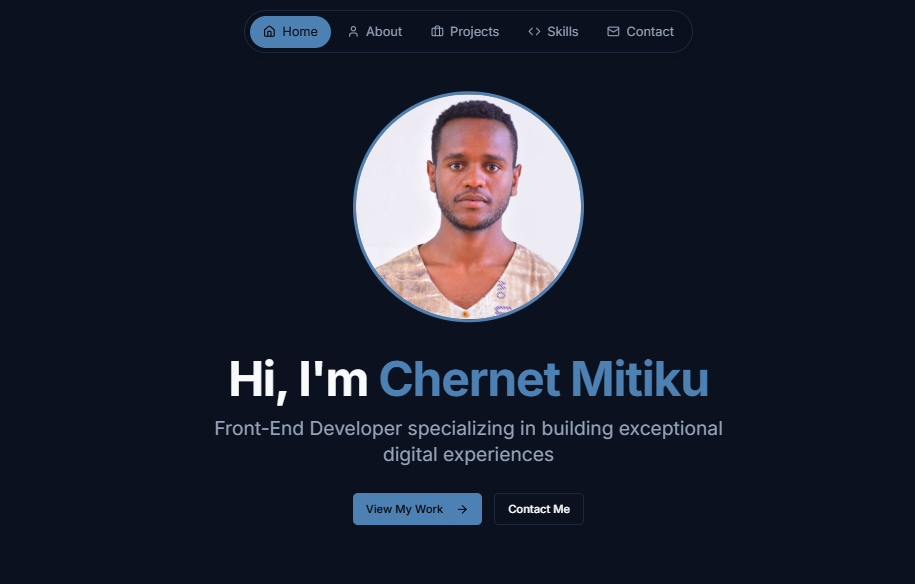 Home About Projects Skills Contact
Hi, I'm Chernet Mitiku
Front-End Developer specializing in building exceptional
digital experiences
View My Work Contact Me